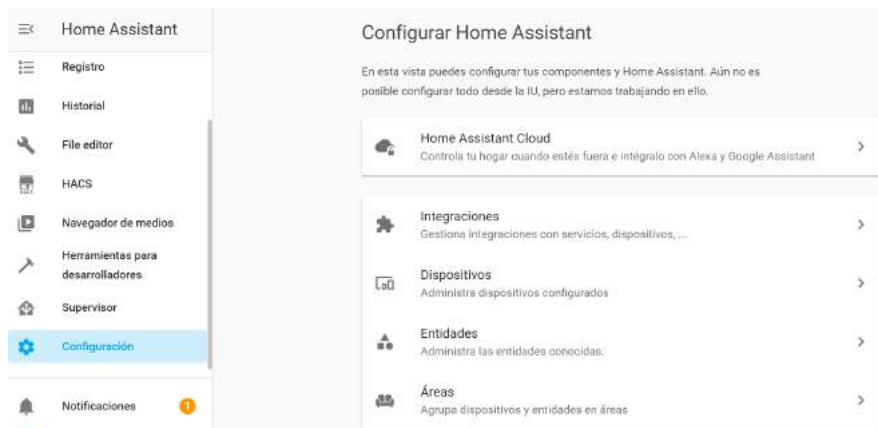 Home Assistant
Registro
Historial
File editor
HACS
Navegador de medios
Herramientas para
desarrolladores
Supervisor
Configuración
Notificaciones
1
Configurar Home Assistant
En esta vista puedes configurar tus componentes y Home Assistant. Aún no es
posible configurar todo desde la IU, pero estamos trabajando en ello.
Home Assistant Cloud
Controla tu hogar cuando estés fuera e intégralo con Alexa y Google Assistant
Integraciones
Gestiona integraciones con servicios, dispositivos, ...
Dispositivos
Administra dispositivos configurados
Entidades
Administra las entidades conocidas.
Áreas
Agrupa dispositivos y entidades en áreas